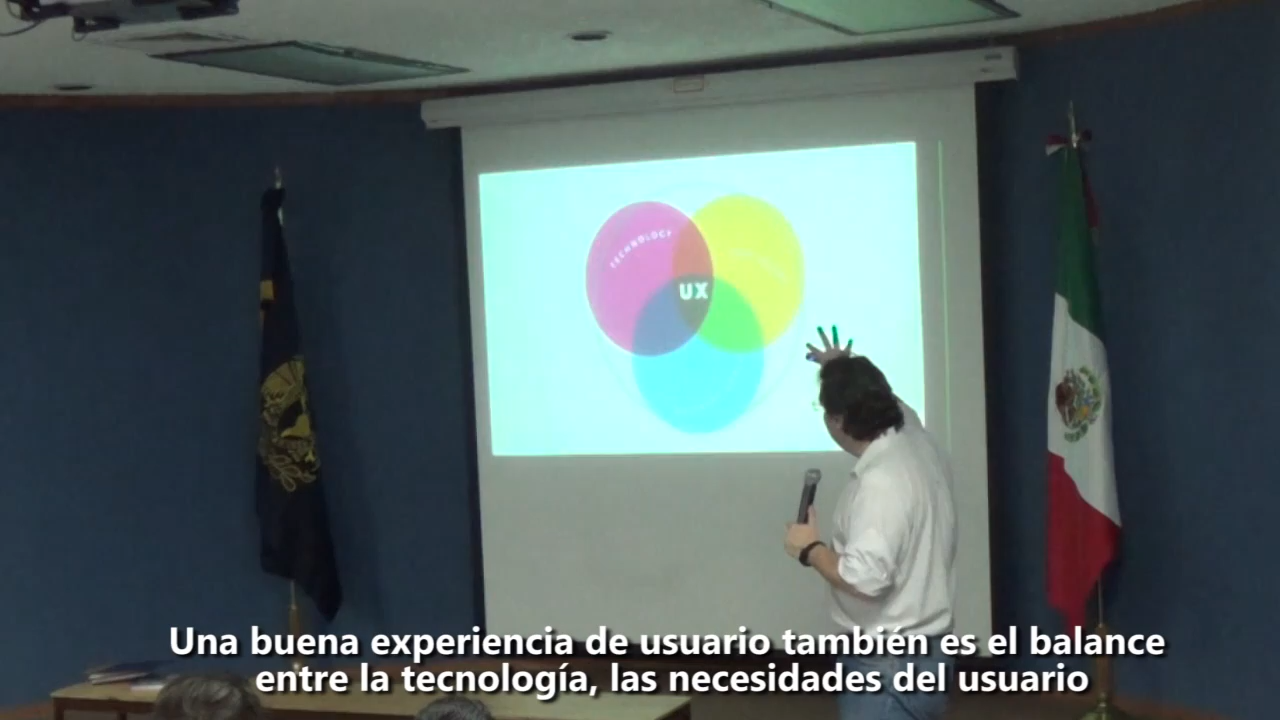 TECHNOLOGY
UX
Una buena experiencia de usuario también es el balance
entre la tecnología, las necesidades del usuario